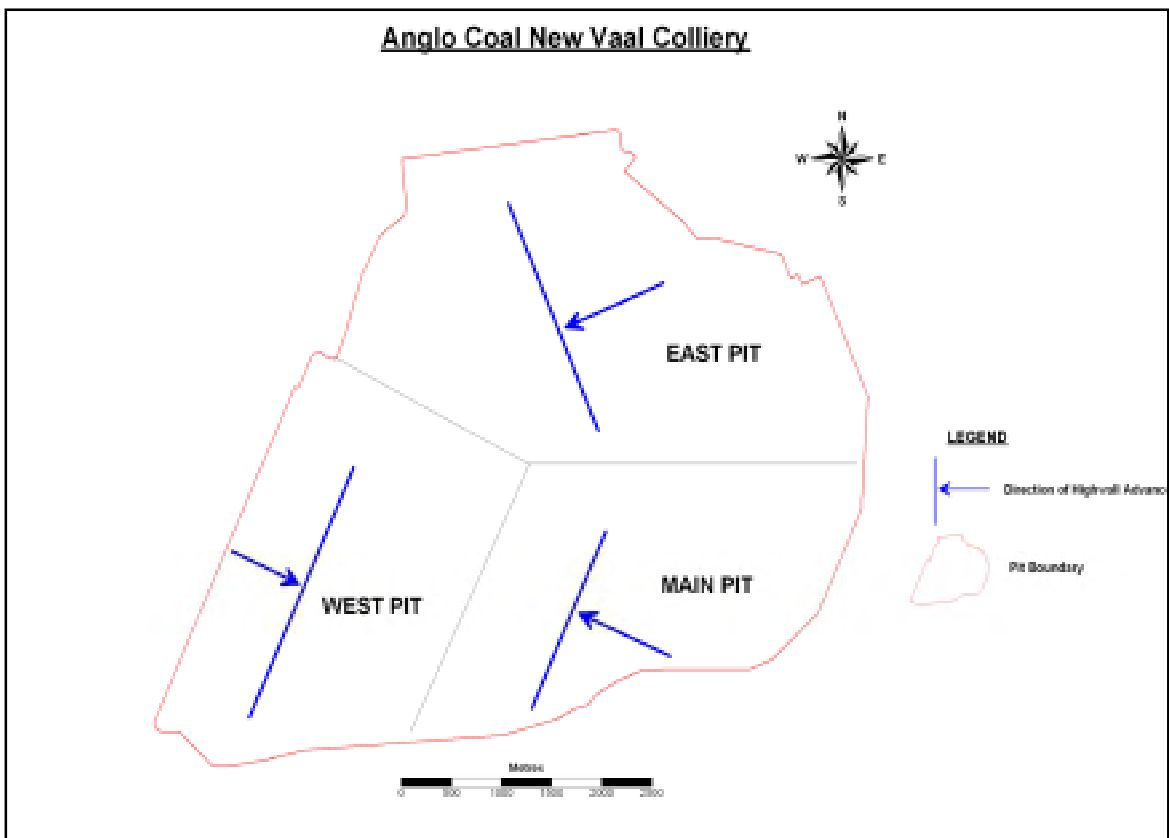 Anglo Coal New Vaal Colliery
N
W E
S
EAST PIT
LEGEND
Direction of Highwall Advanc
Pit Boundary
MAIN PIT
WEST PIT
Metres
0 500 1000 1500 2000 2500